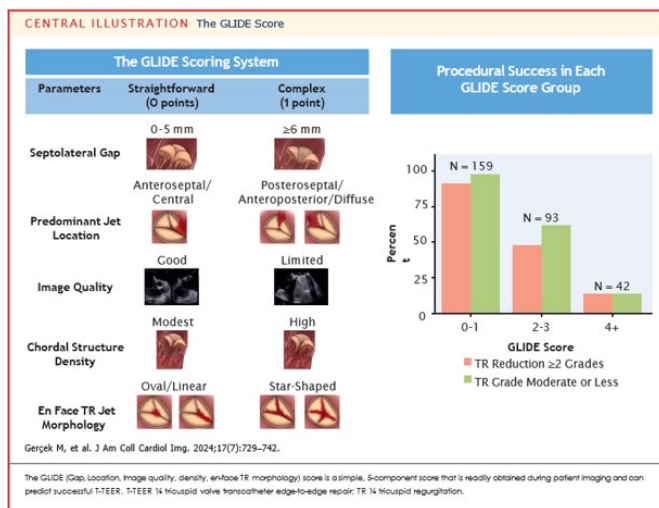 CENTRAL ILLUSTRATION The GLIDE Score
The GLIDE Scoring System
Parameters Straightforward (0 points) Complex (1 point)
0-5 mm ≥6 mm
Septolateral Gap
Anteroseptal/ Central Posteroseptal/ Anteroposterior/Diffuse
Predominant Jet Location
Good Limited
Image Quality
Modest High
Chordal Structure Density
Oval/Linear Star-Shaped
En Face TR Jet Morphology
Procedural Success in Each
GLIDE Score Group
100
75
50
25
0
Percen
t
N = 159
N = 93
N = 42
0-1 2-3 4+
GLIDE Score
TR Reduction ≥2 Grades
TR Grade Moderate or Less
Gerçek M, et al. J Am Coll Cardiol Img. 2024;17(7):729–742.
The GLIDE (Gap, Location, Image quality, density, en-face TR morphology) score is a simple, 5-component score that is readily obtained during patient imaging and can
predict successful T-TEER. T-TEER ¼ tricuspid valve transcatheter edge-to-edge repair; TR ¼ tricuspid regurgitation.